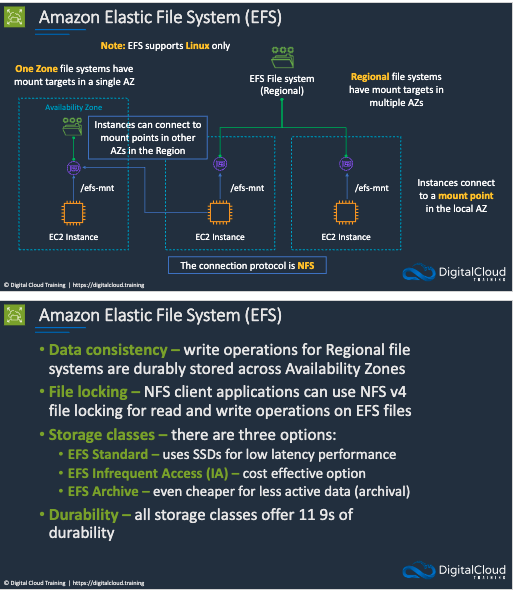 Amazon Elastic File System (EFS)
Note: EFS supports Linux only
One Zone file systems have
mount targets in a single AZ
EFS File system
(Regional)
Regional file systems
have mount targets in
multiple AZs
Availability Zone
Instances can connect to
mount points in other
AZs in the Region
/efs-mnt
/efs-mnt
/efs-mnt
Instances connect
to a mount point
in the local AZ
EC2 Instance
EC2 Instance
EC2 Instance
The connection protocol is NFS
© Digital Cloud Training | https://digitalcloud.training
DigitalCloud
TRAINING
Amazon Elastic File System (EFS)
• Data consistency – write operations for Regional file
systems are durably stored across Availability Zones
• File locking – NFS client applications can use NFS v4
file locking for read and write operations on EFS files
• Storage classes – there are three options:
• EFS Standard – uses SSDs for low latency performance
• EFS Infrequent Access (IA) – cost effective option
• EFS Archive – even cheaper for less active data (archival)
• Durability – all storage classes offer 11 9s of
durability
© Digital Cloud Training | https://digitalcloud.training
DigitalCloud
TRAINING